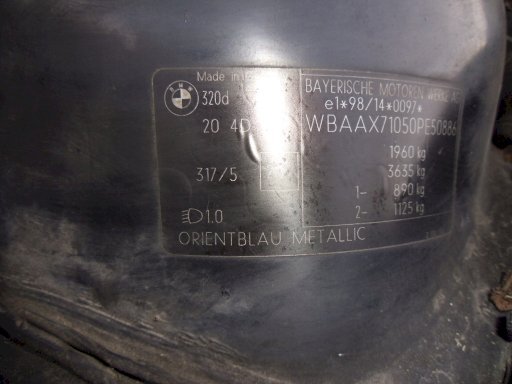 Made in
BMW
320d
20 4D
317/5
1.0
ORIENTBLAU METALLIC
BAYERISCHE MOTOREN WERKE AG
e1*98/14*0097*
WBAAX71050PE50886
1960 kg
3635 kg
1- 890 kg
2- 1125 kg